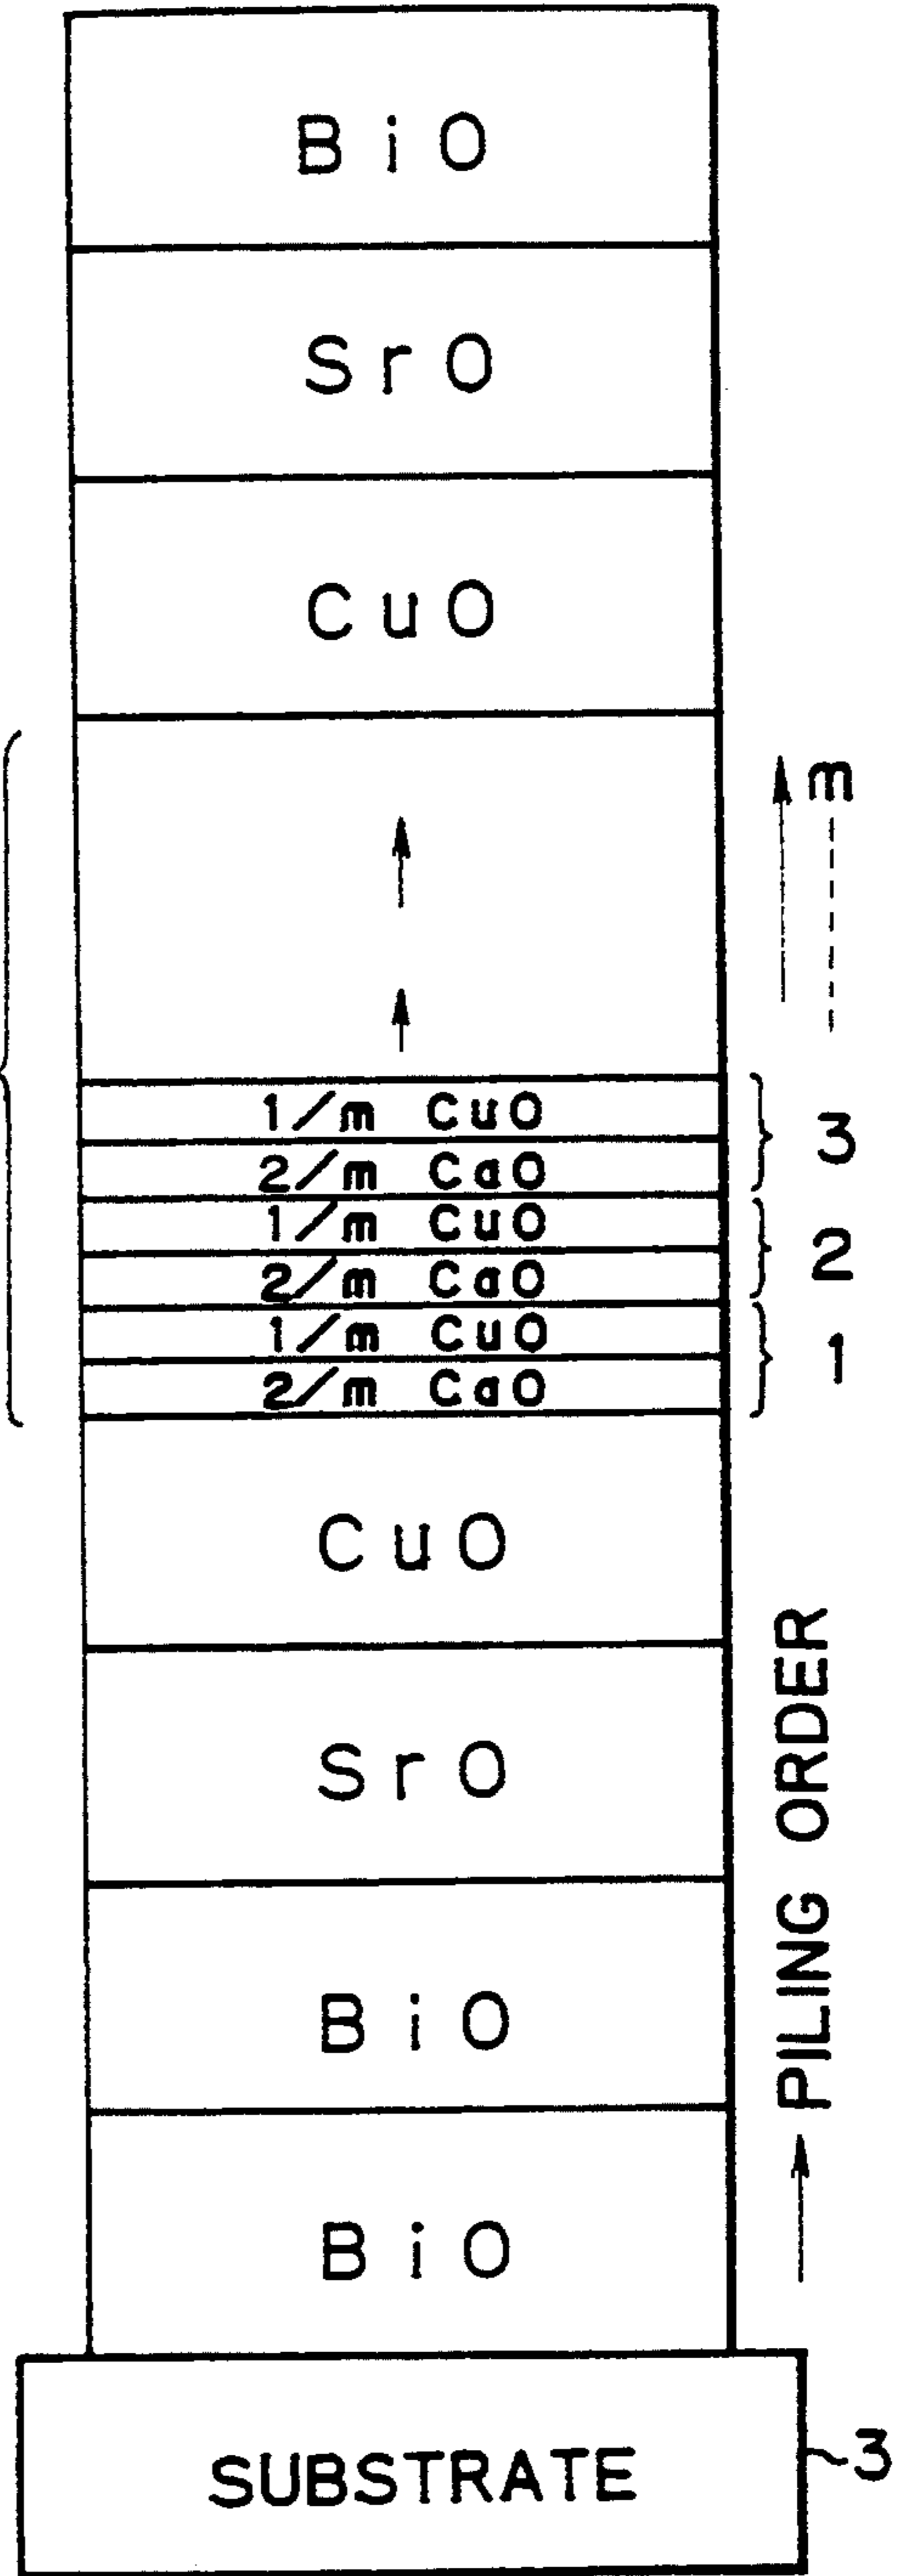 BiO
SrO
CuO
m
1/m CuO
2/m CaO
3
1/m CuO
2/m CaO
2
1/m CuO
2/m CaO
1
CuO
SrO
BiO
BiO
PILING ORDER
SUBSTRATE
3